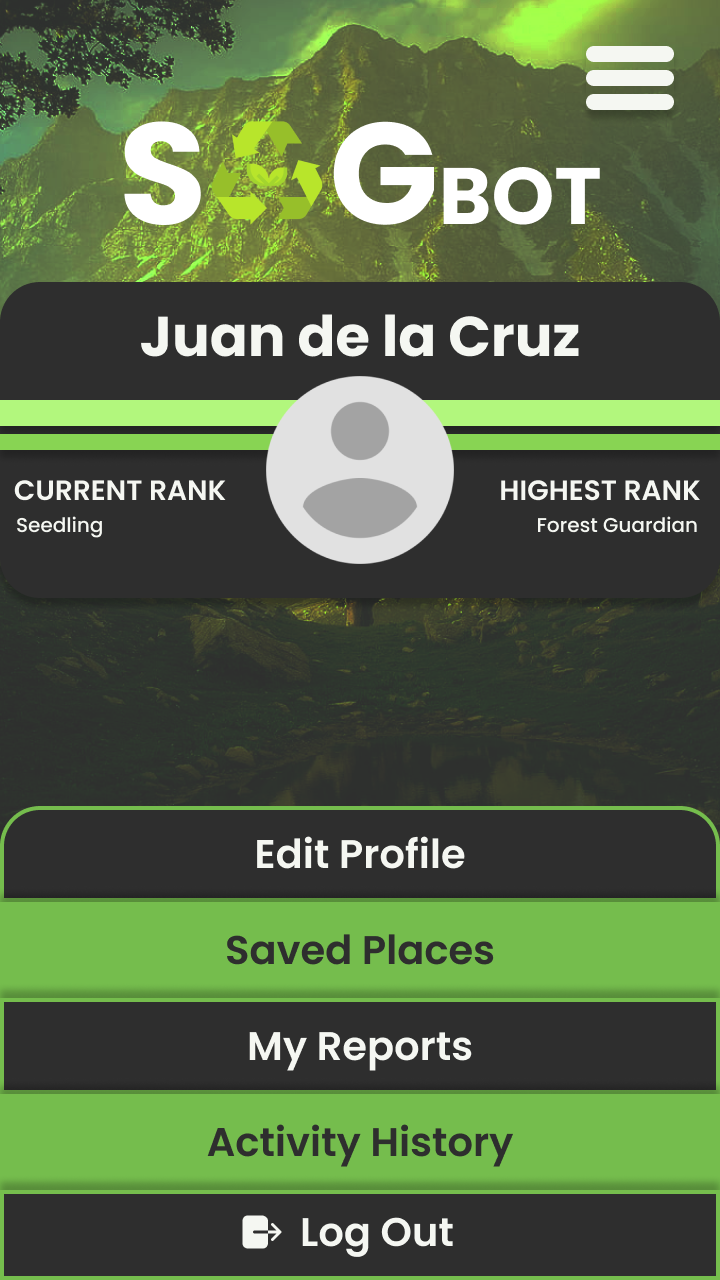 SOGBOT
Juan de la Cruz
CURRENT RANK
Seedling
HIGHEST RANK
Forest Guardian
Edit Profile
Saved Places
My Reports
Activity History
Log Out